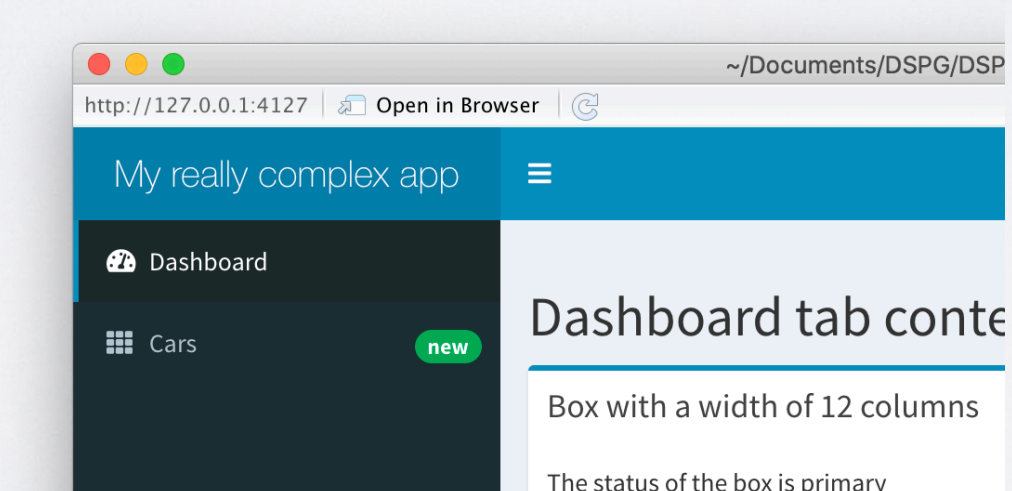 ~/Documents/DSPG/DSP
http://127.0.0.1:4127 Open in Browser
My really complex app
Dashboard
Cars new
Dashboard tab conte
Box with a width of 12 columns
The status of the box is primary